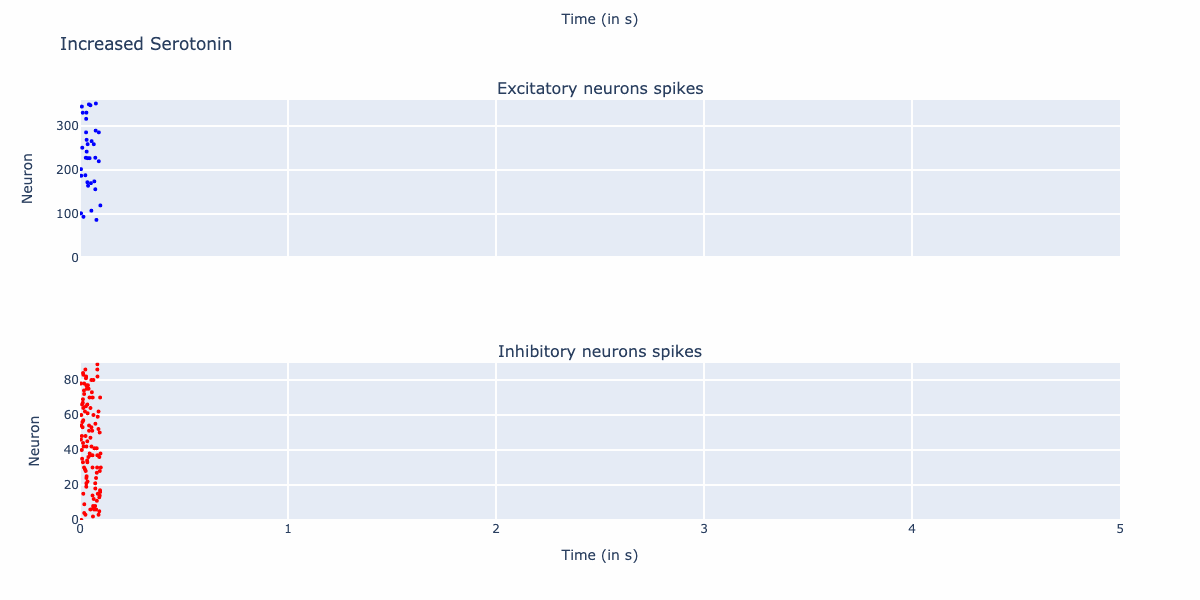 Time (in s)
Increased Serotonin
Excitatory neurons spikes
300
200
100
0
Neuron
Inhibitory neurons spikes
80
60
40
20
0
Neuron
0 1 2 3 4 5
Time (in s)